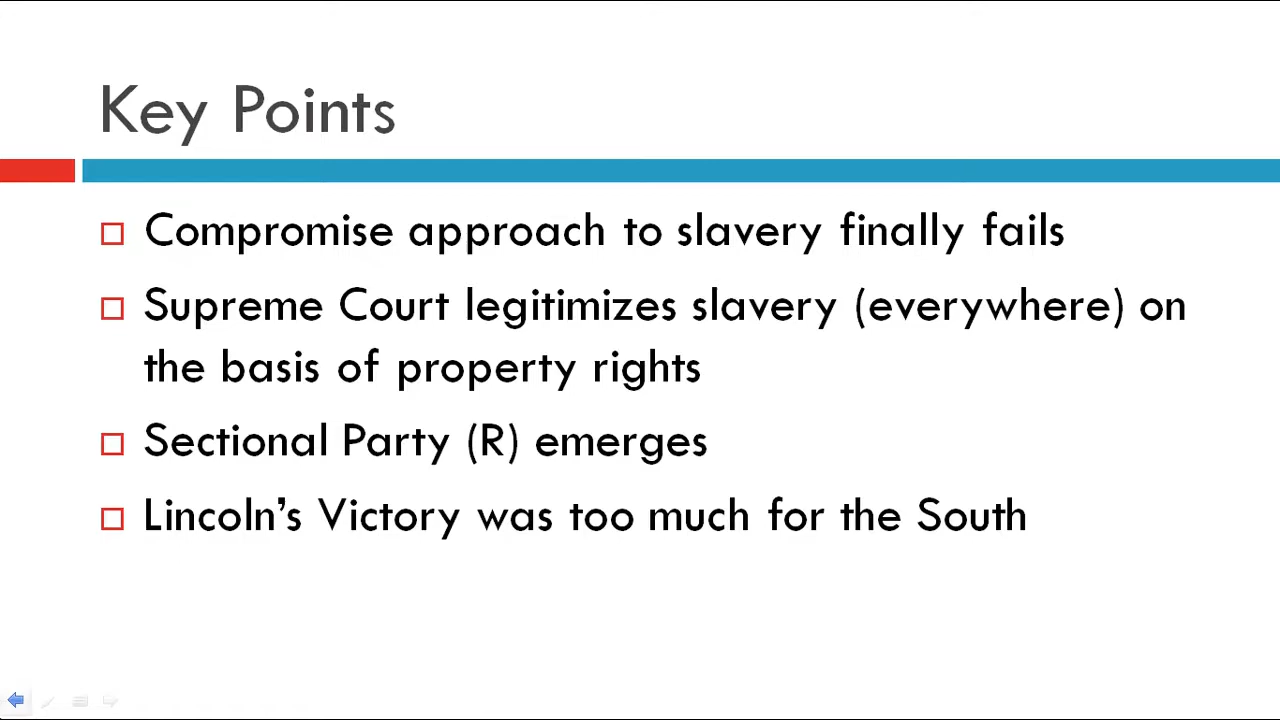 Key Points
Compromise approach to slavery finally fails
Supreme Court legitimizes slavery (everywhere) on
the basis of property rights
Sectional Party (R) emerges
Lincoln's Victory was too much for the South